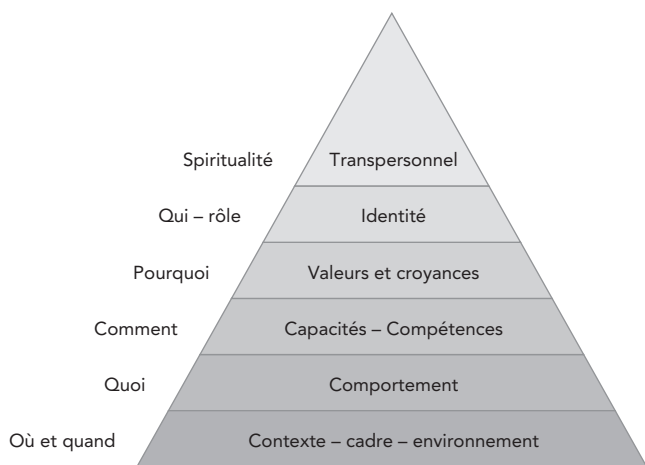 Spiritualité Transpersonnel
Qui – rôle Identité
Pourquoi Valeurs et croyances
Comment Capacités – Compétences
Quoi Comportement
Où et quand Contexte – cadre – environnement